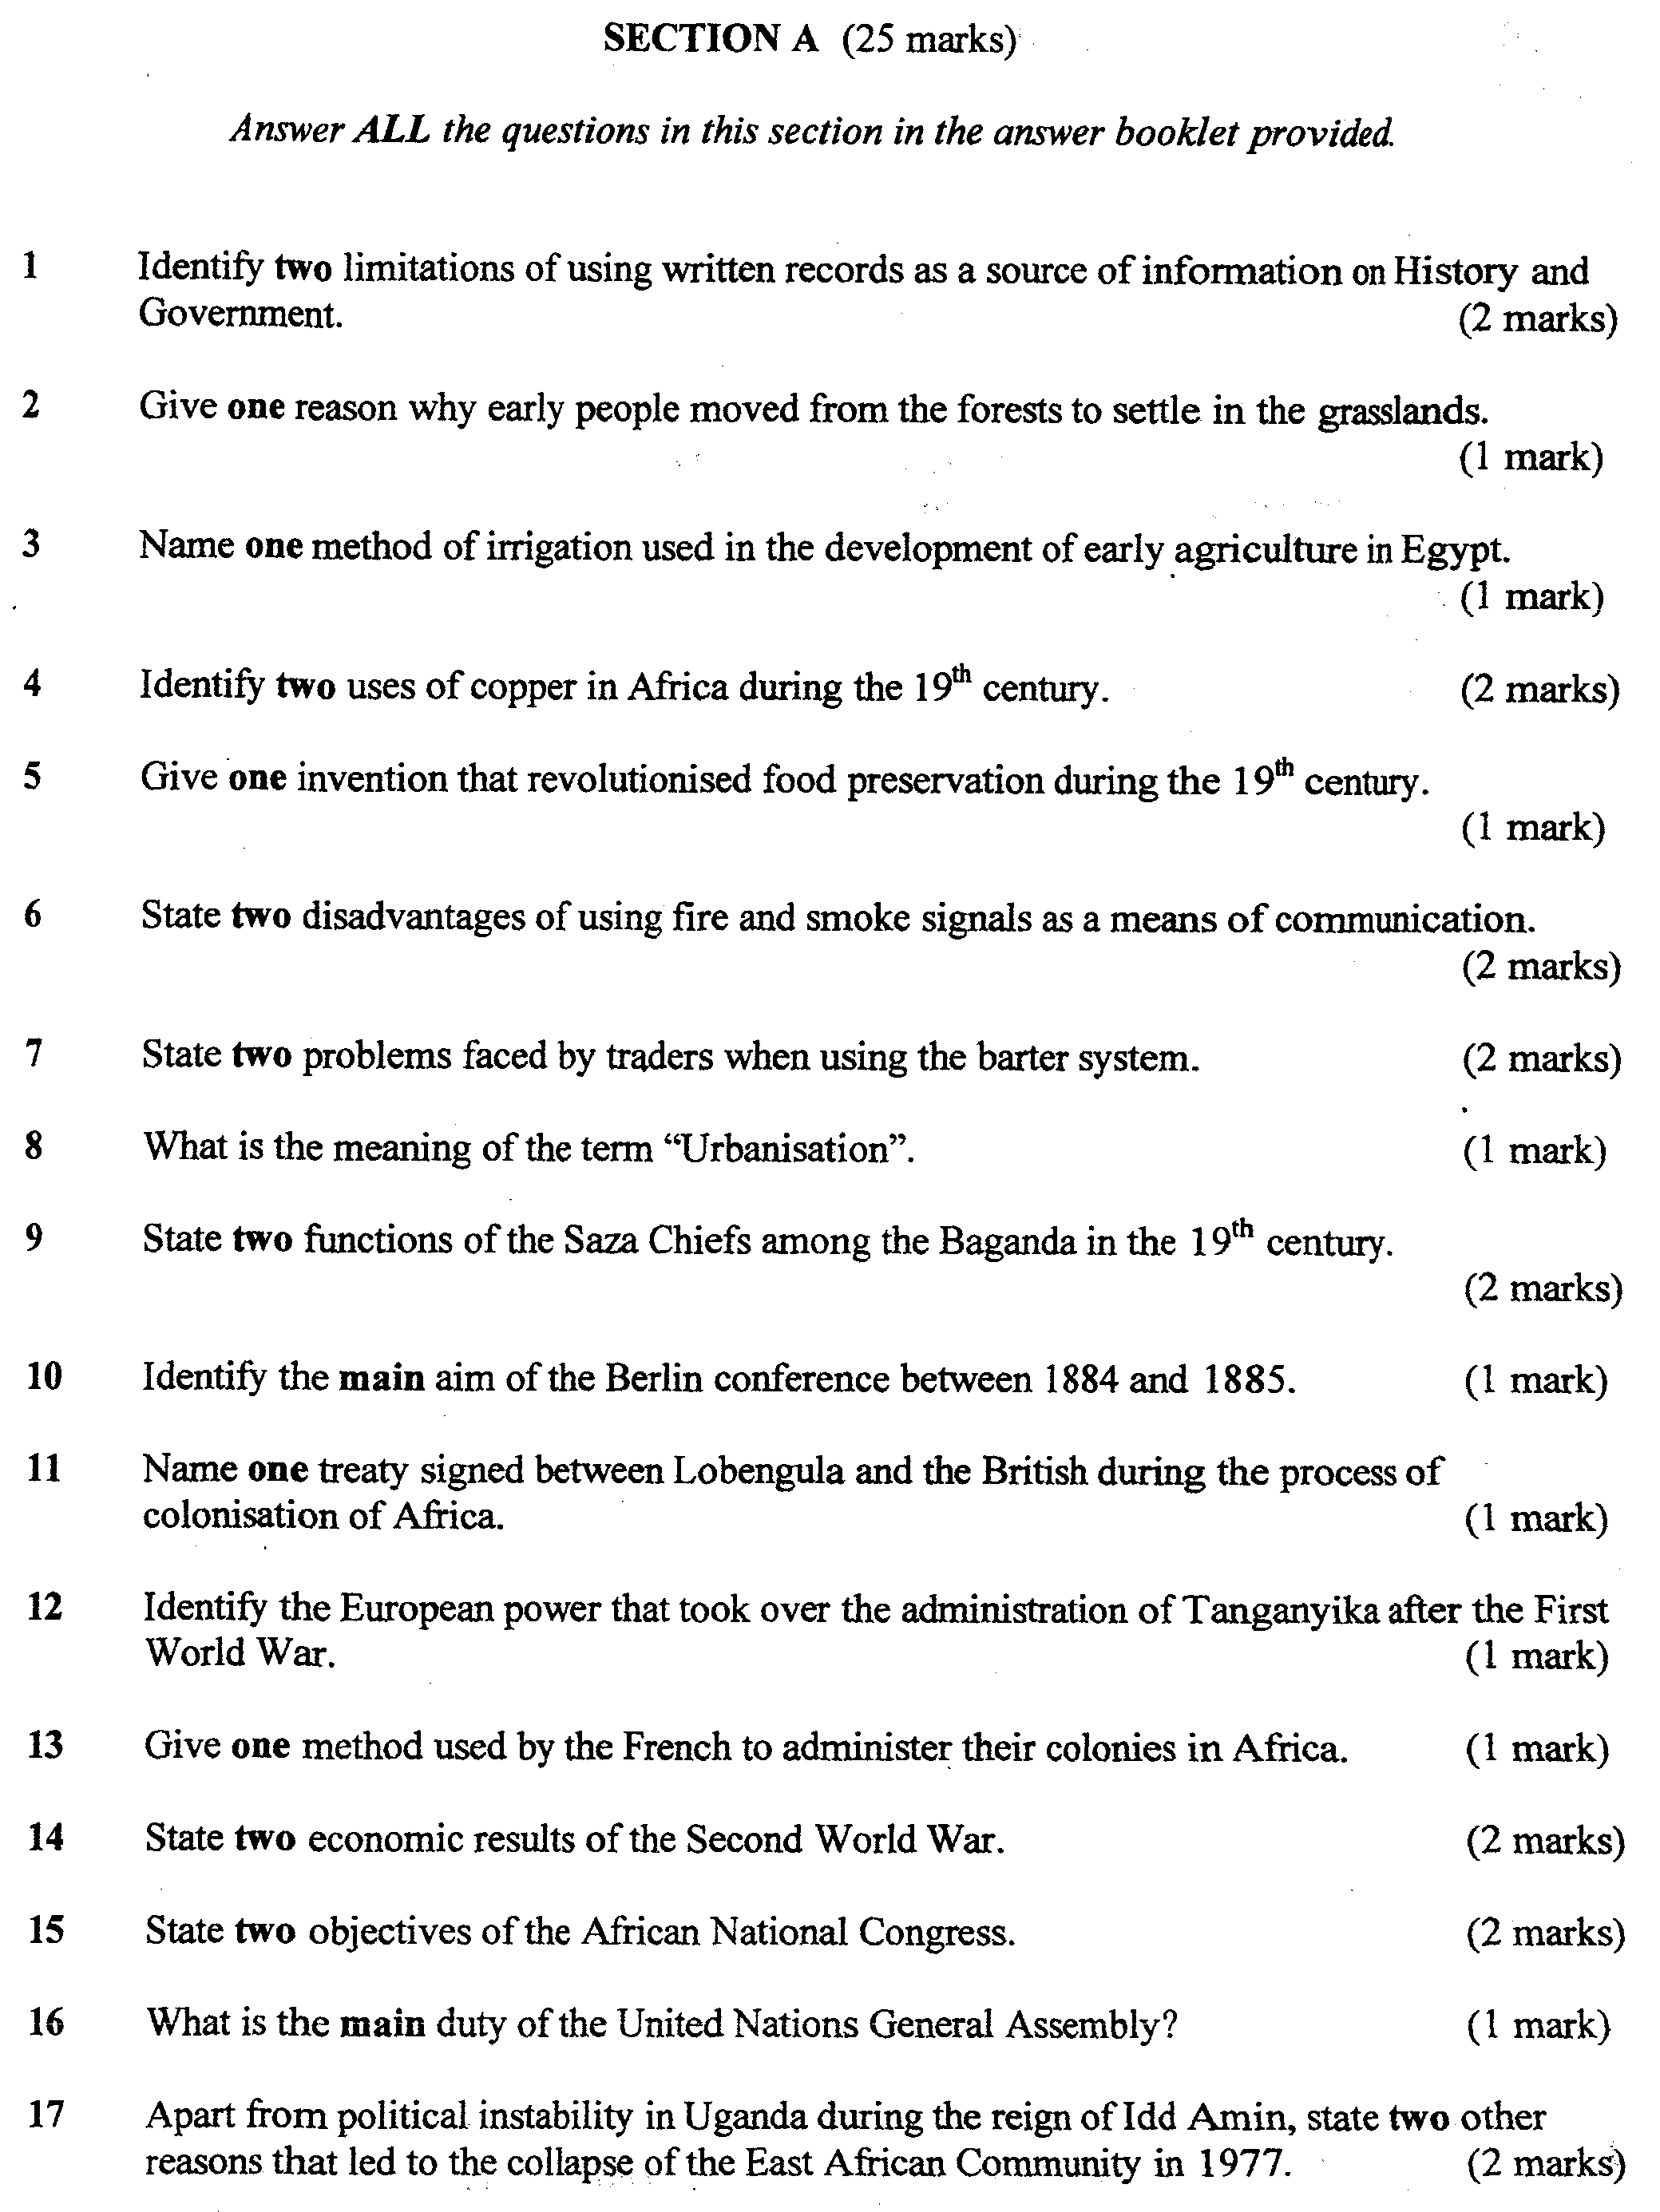 SECTION A (25 marks)
Answer ALL the questions in this section in the answer booklet provided.
1 Identify two limitations of using written records as a source of information on History and
Government. (2 marks)
2 Give one reason why early people moved from the forests to settle in the grasslands.
(1 mark)
3 Name one method of irrigation used in the development of early agriculture in Egypt.
(1 mark)
4 Identify two uses of copper in Africa during the 19th century. (2 marks)
5 Give one invention that revolutionised food preservation during the 19th century.
(1 mark)
6 State two disadvantages of using fire and smoke signals as a means of communication.
(2 marks)
7 State two problems faced by traders when using the barter system. (2 marks)
8 What is the meaning of the term “Urbanisation”. (1 mark)
9 State two functions of the Saza Chiefs among the Baganda in the 19th century.
(2 marks)
10 Identify the main aim of the Berlin conference between 1884 and 1885. (1 mark)
11 Name one treaty signed between Lobengula and the British during the process of
colonisation of Africa. (1 mark)
12 Identify the European power that took over the administration of Tanganyika after the First
World War. (1 mark)
13 Give one method used by the French to administer their colonies in Africa. (1 mark)
14 State two economic results of the Second World War. (2 marks)
15 State two objectives of the African National Congress. (2 marks)
16 What is the main duty of the United Nations General Assembly? (1 mark)
17 Apart from political instability in Uganda during the reign of Idd Amin, state two other
reasons that led to the collapse of the East African Community in 1977. (2 marks)